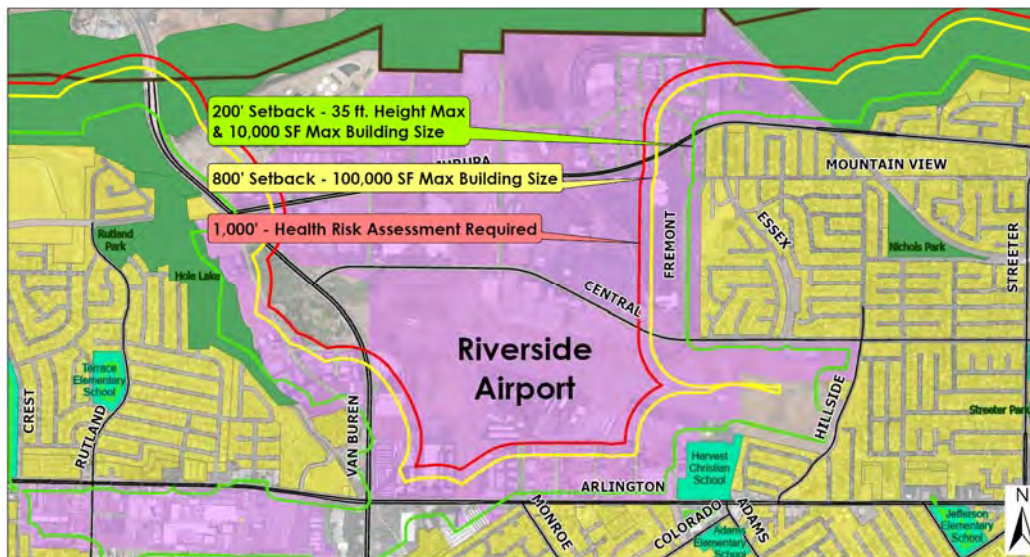 200' Setback - 35 ft. Height Max
& 10,000 SF Max Building Size
800' Setback - 100,000 SF Max Building Size
MOUNTAIN VIEW
1,000' - Health Risk Assessment Required
Rutland
Park
Hole Lake
FREMONT
ESSEX
Nichols Park
STREETER
CENTRAL
Riverside
Airport
Terrace
Elementary
School
CREST
RUTLAND
VAN BUREN
HILLSIDE
Streeter Park
Harvest
Christian
School
ARLINGTON
MONROE
COLORADO
ADAMS
Adams
Elementary
School
Jefferson
Elementary
School
N